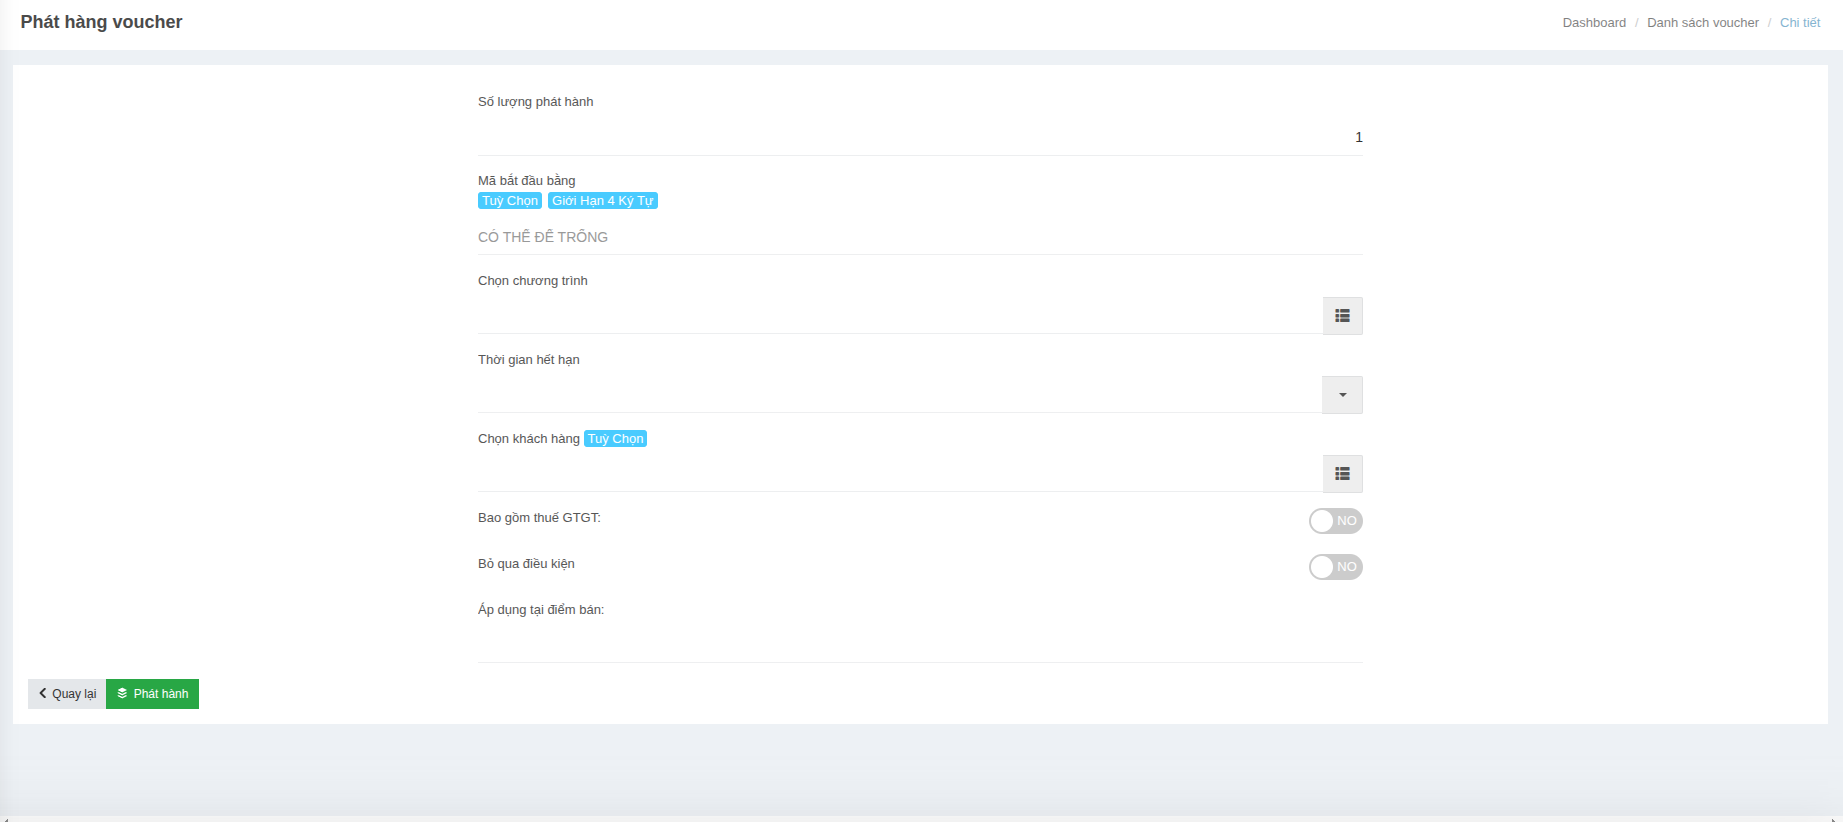 Phát hàng voucher
Dashboard / Danh sách voucher / Chi tiết
Số lượng phát hành
1
Mã bắt đầu bằng
Tuỳ Chọn Giới Hạn 4 Ký Tự
CÓ THỂ ĐỂ TRỐNG
Chọn chương trình
Thời gian hết hạn
Chọn khách hàng Tuỳ Chọn
Bao gồm thuế GTGT:
NO
Bỏ qua điều kiện
NO
Áp dụng tại điểm bán:
Quay lại Phát hành